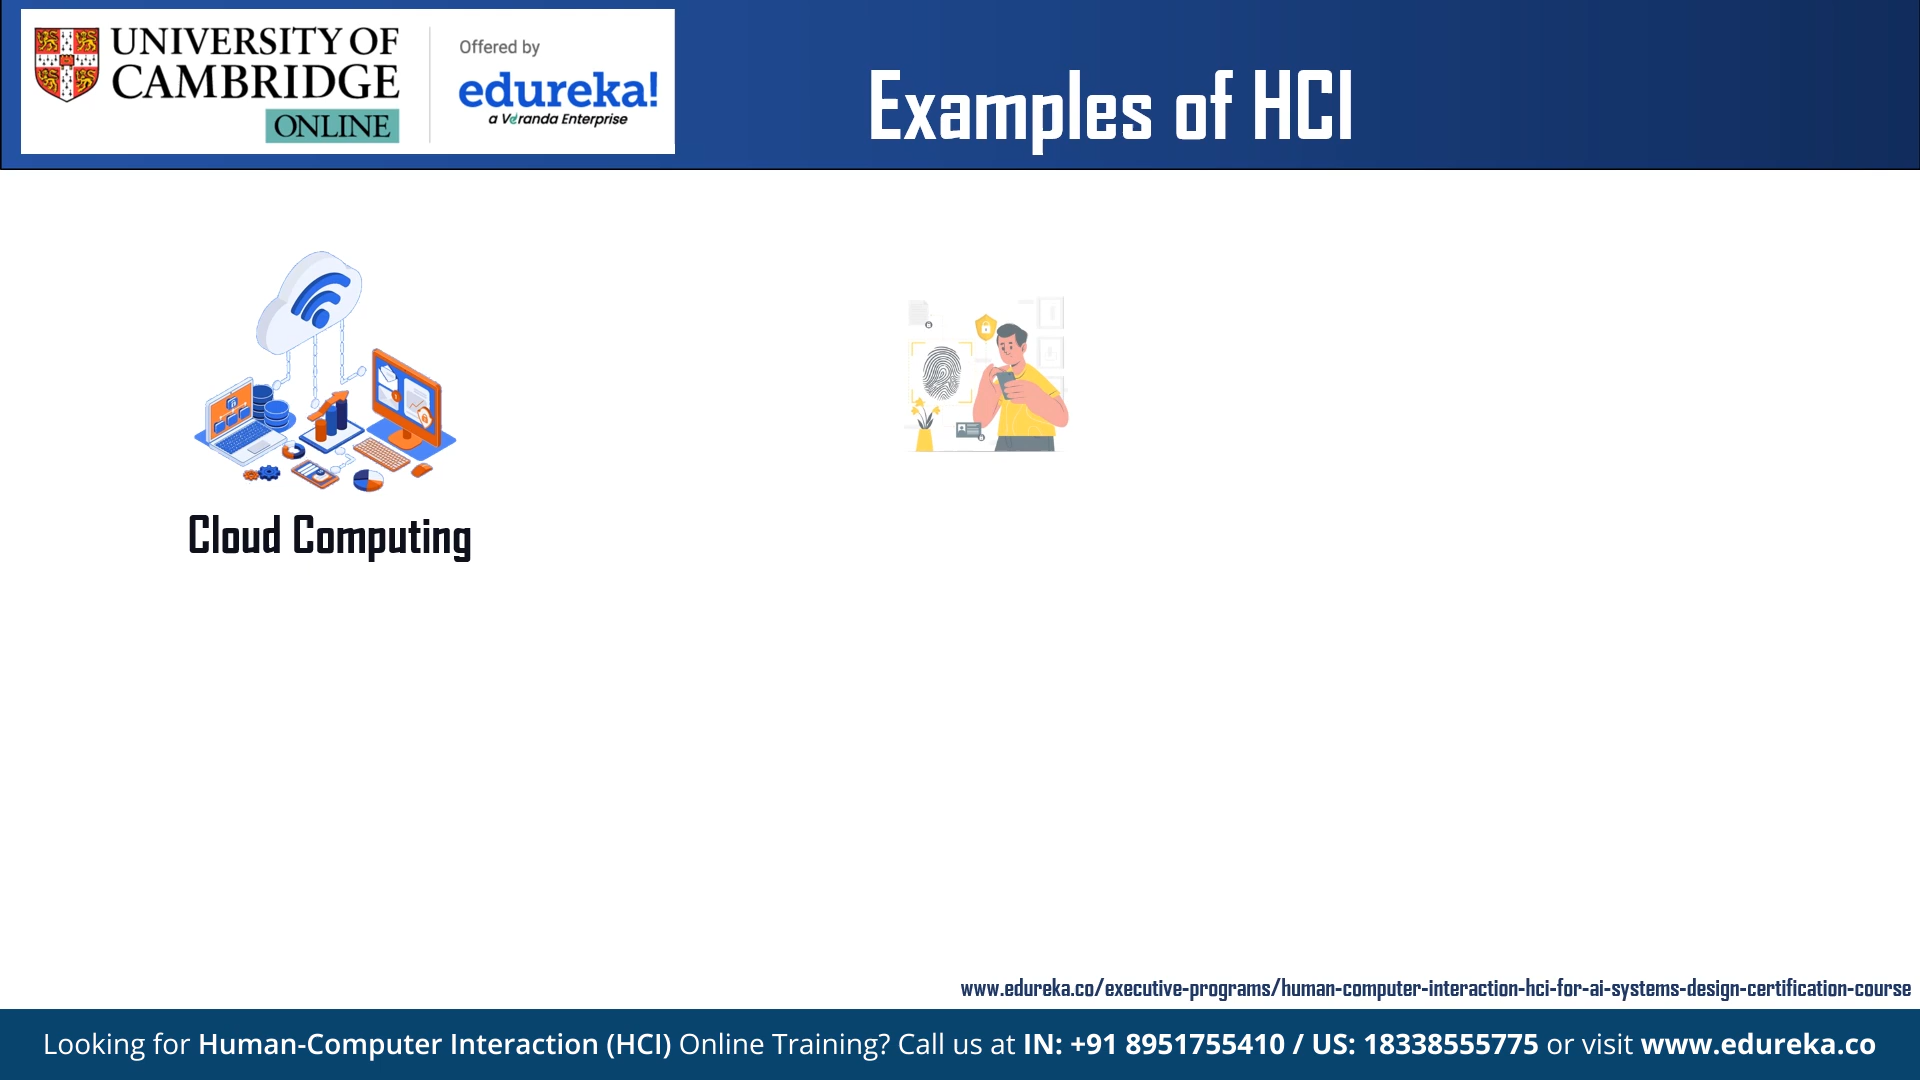 UNIVERSITY OF
CAMBRIDGE
ONLINE
Offered by
edureka!
a Veranda Enterprise
Examples of HCI
Cloud Computing
www.edureka.co/executive-programs/human-computer-interaction-hci-for-ai-systems-design-certification-course
Looking for Human-Computer Interaction (HCI) Online Training? Call us at IN: +91 8951755410 / US: 18338555775 or visit www.edureka.co